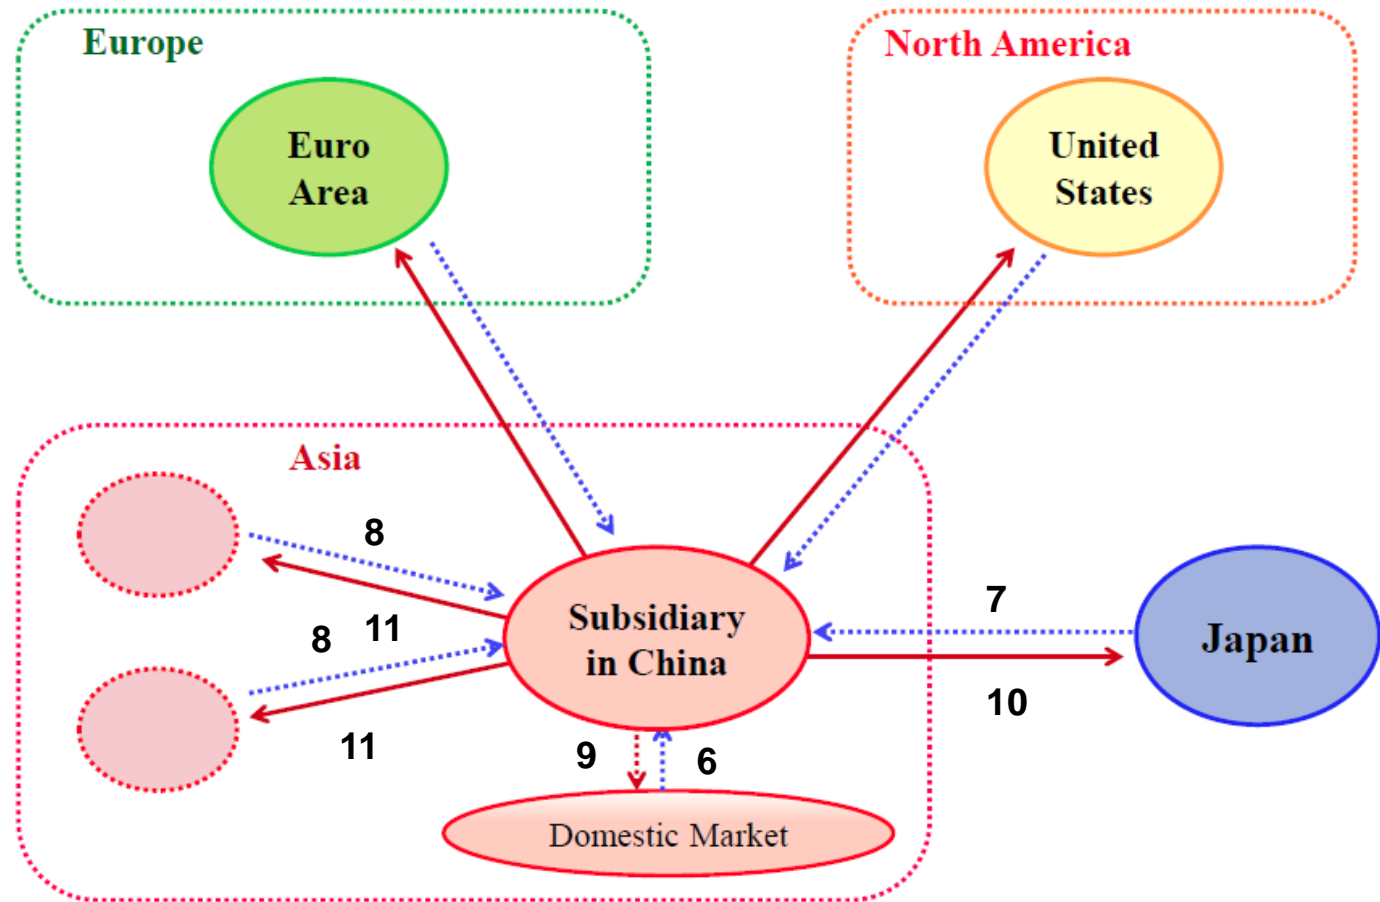 Europe
North America
Euro
Area
United
States
Asia
8
8
11
11
Subsidiary
in China
7
10
Japan
9
6
Domestic Market